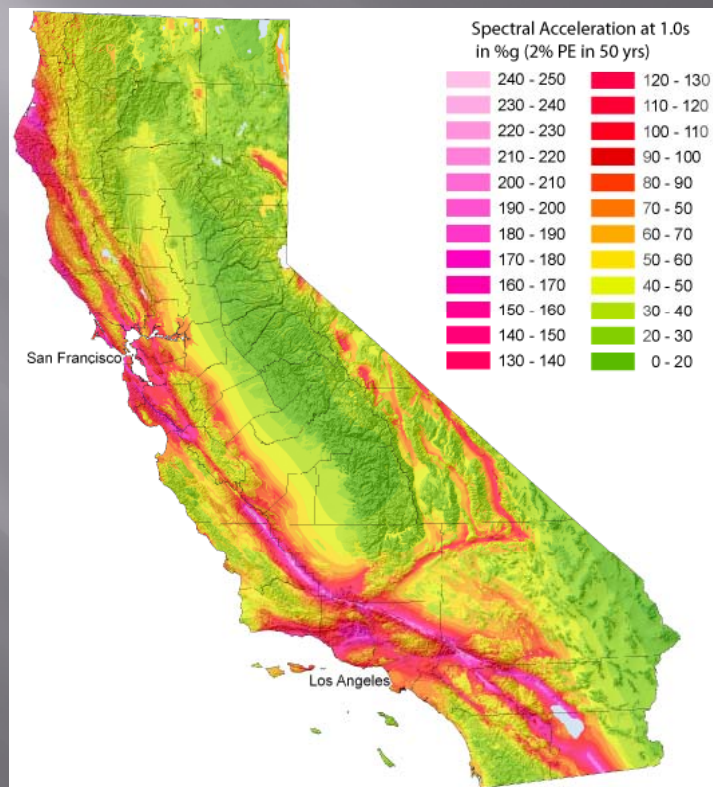 Spectral Acceleration at 1.0s
in %g (2% PE in 50 yrs)
240 - 250
230 - 240
220 - 230
210 - 220
200 - 210
190 - 200
180 - 190
170 - 180
160 - 170
150 - 160
140 - 150
130 - 140
120 - 130
110 - 120
100 - 110
90 - 100
80 - 90
70 - 50
60 - 70
50 - 60
40 - 50
30 - 40
20 - 30
0 - 20
San Francisco
Los Angeles